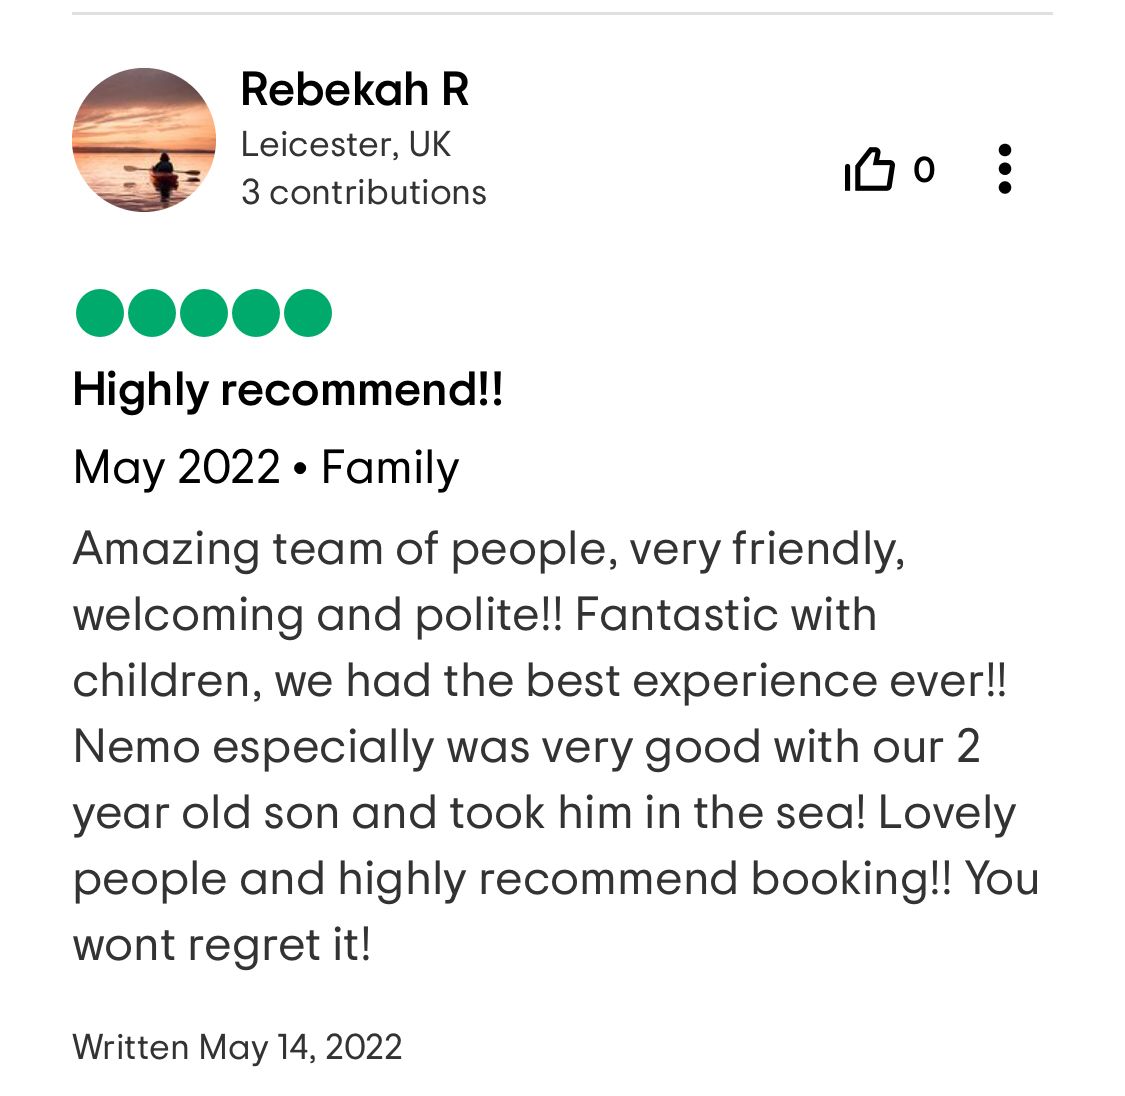 Rebekah R
Leicester, UK
3 contributions
0
Highly recommend!!
May 2022 • Family
Amazing team of people, very friendly,
welcoming and polite!! Fantastic with
children, we had the best experience ever!!
Nemo especially was very good with our 2
year old son and took him in the sea! Lovely
people and highly recommend booking!! You
wont regret it!
Written May 14, 2022